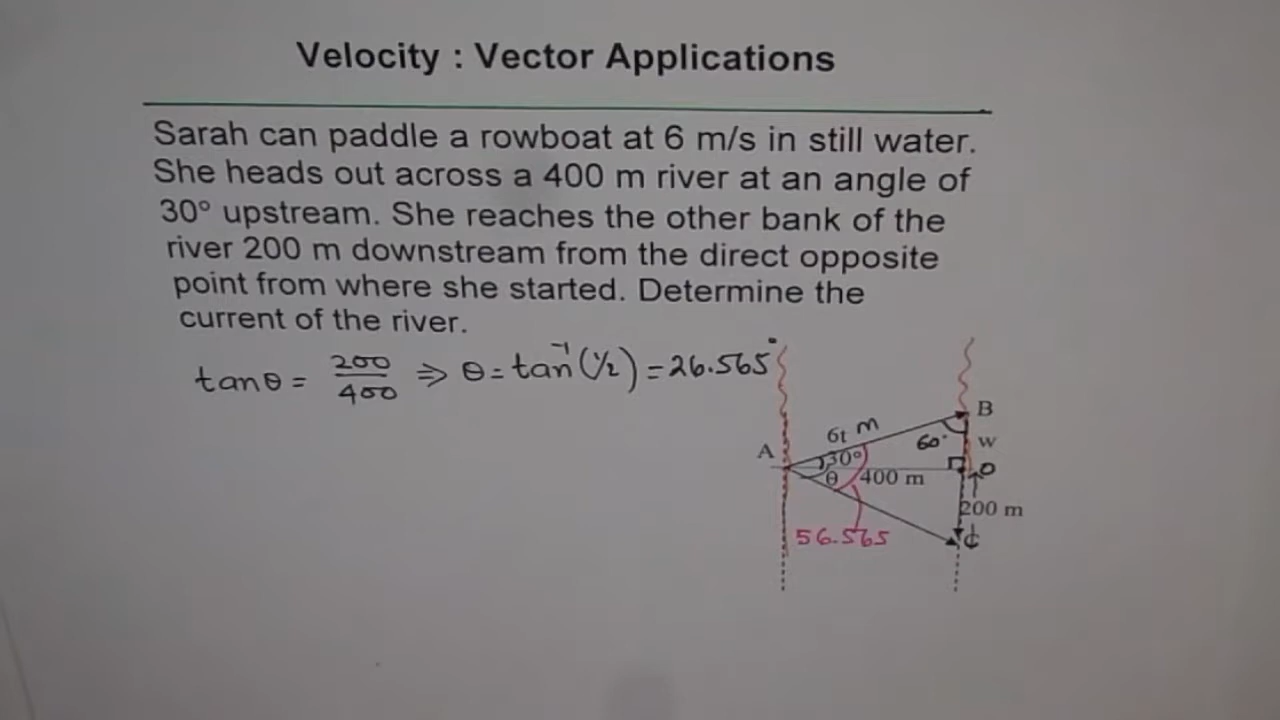 Velocity : Vector Applications
Sarah can paddle a rowboat at 6 m/s in still water.
She heads out across a 400 m river at an angle of
30° upstream. She reaches the other bank of the
river 200 m downstream from the direct opposite
point from where she started. Determine the
current of the river.
tanθ = 200/400 ⇒ θ = tan⁻¹(1/2) = 26.565°
B
6t m
60°
w
A
30°
D
θ
400 m
200 m
56.565
C